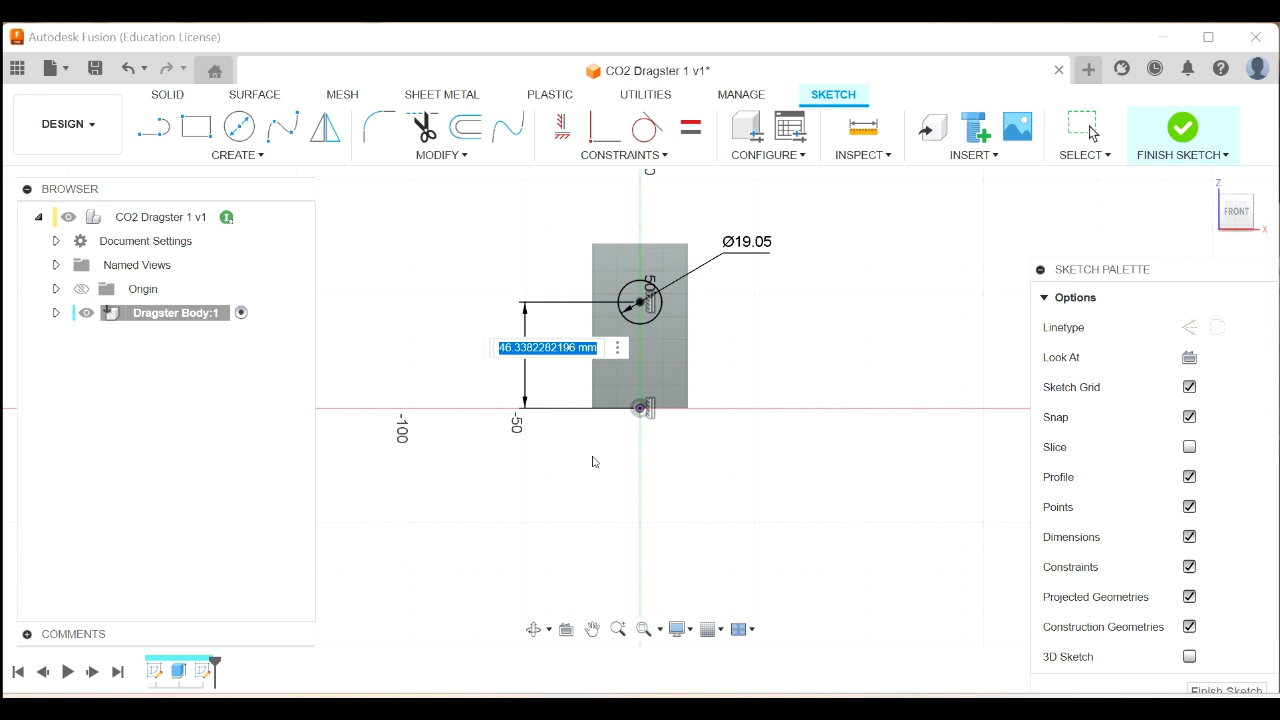 Autodesk Fusion (Education License)
CO2 Dragster 1 v1*
SOLID SURFACE MESH SHEET METAL PLASTIC UTILITIES MANAGE SKETCH
DESIGN
CREATE MODIFY CONSTRAINTS CONFIGURE INSPECT INSERT SELECT FINISH SKETCH
BROWSER
CO2 Dragster 1 v1
Document Settings
Named Views
Origin
Dragster Body:1
COMMENTS
Z
FRONT
X
Ø19.05
50
46.3382282196 mm
-100
-50
SKETCH PALETTE
Options
Linetype
Look At
Sketch Grid
Snap
Slice
Profile
Points
Dimensions
Constraints
Projected Geometries
Construction Geometries
3D Sketch
Finish Sketch